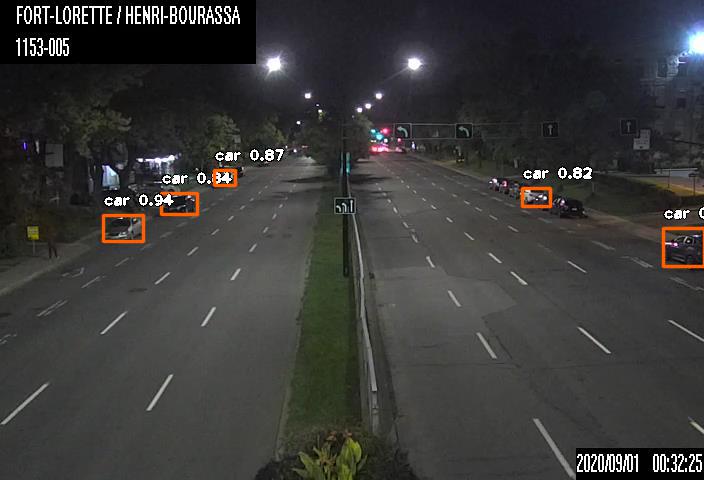 FORT-LORETTE / HENRI-BOURASSA
1153-005
car 0.87
car 0.84
car 0.94
car 0.82
car 0
2020/09/01 00:32:25